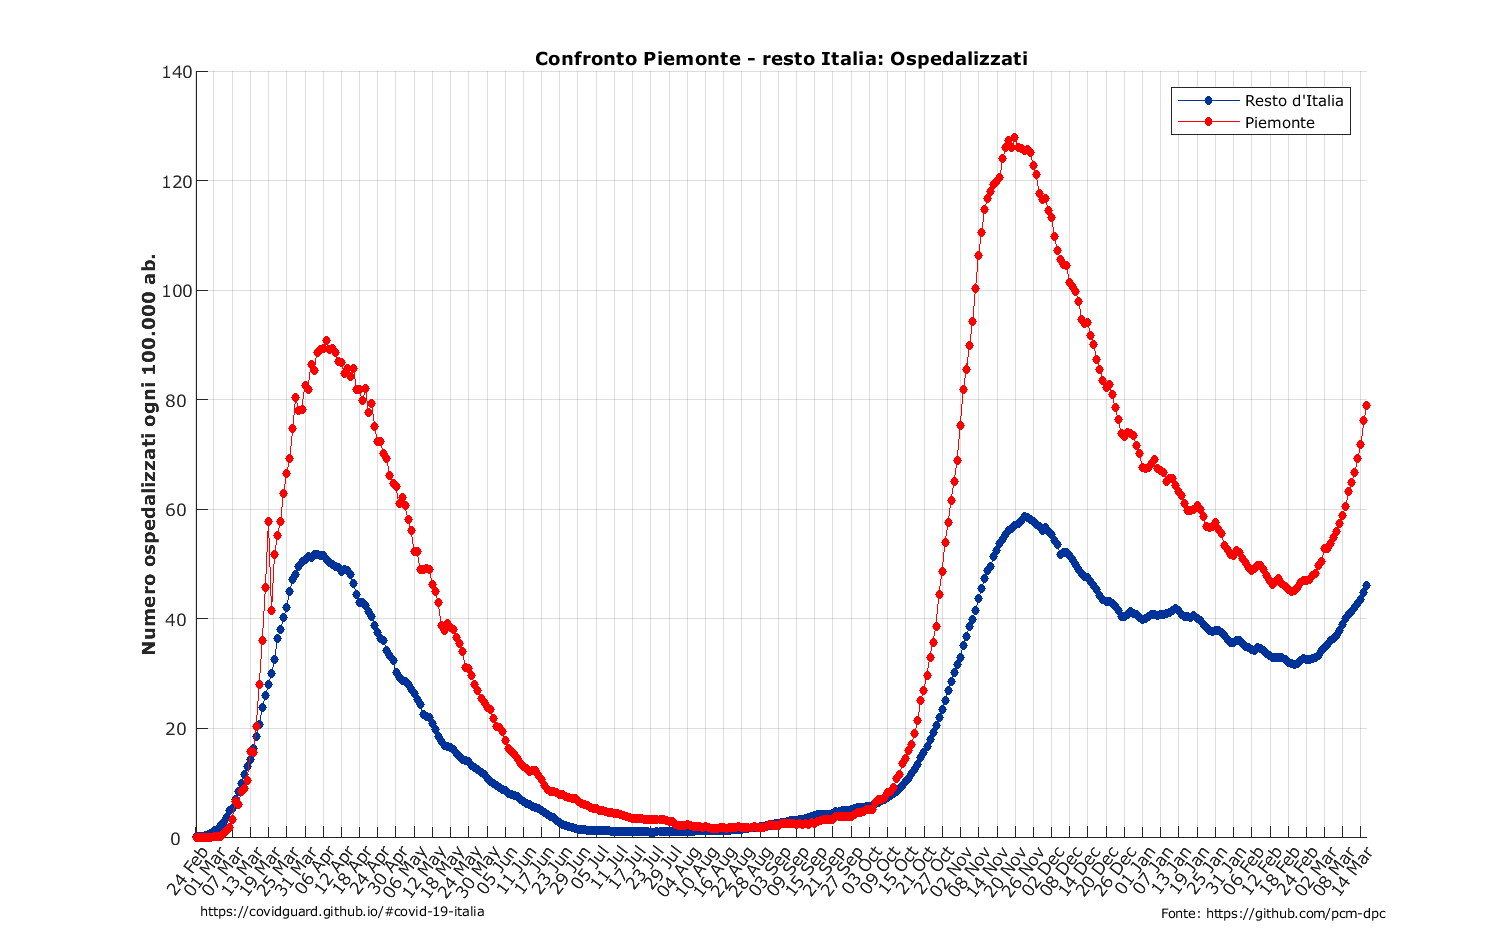 Confronto Piemonte - resto Italia: Ospedalizzati
Resto d'Italia
Piemonte
Numero ospedalizzati ogni 100.000 ab.
140
120
100
80
60
40
20
0
24 Feb
01 Mar
07 Mar
13 Mar
19 Mar
25 Mar
31 Mar
06 Apr
12 Apr
18 Apr
24 Apr
30 Apr
06 May
12 May
18 May
24 May
30 May
05 Jun
11 Jun
17 Jun
23 Jun
29 Jun
05 Jul
11 Jul
17 Jul
23 Jul
29 Jul
04 Aug
10 Aug
16 Aug
22 Aug
28 Aug
03 Sep
09 Sep
15 Sep
21 Sep
27 Sep
03 Oct
09 Oct
15 Oct
21 Oct
27 Oct
02 Nov
08 Nov
14 Nov
20 Nov
26 Nov
02 Dec
08 Dec
14 Dec
20 Dec
26 Dec
01 Jan
07 Jan
13 Jan
19 Jan
25 Jan
31 Jan
06 Feb
12 Feb
18 Feb
24 Feb
02 Mar
08 Mar
14 Mar
https://covidguard.github.io/#covid-19-italia
Fonte: https://github.com/pcm-dpc